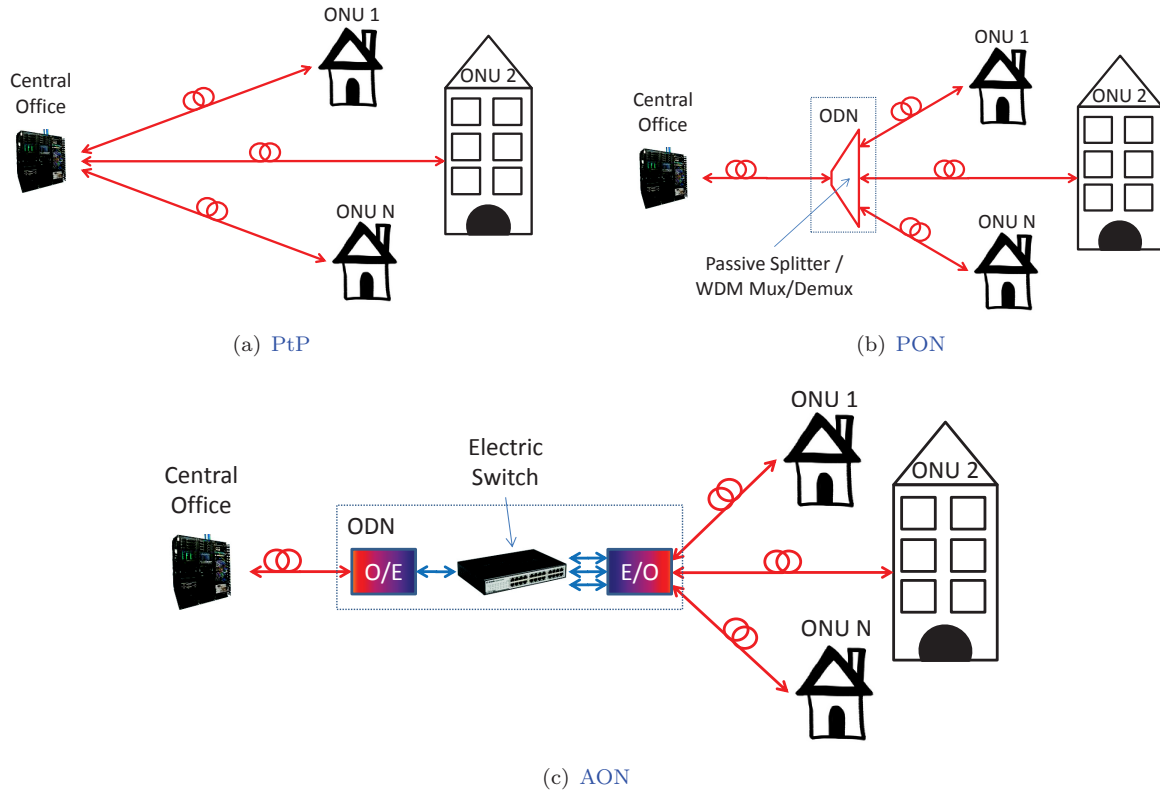 ONU 1
Central
Office
ONU 2
ONU N
(a) PtP
ONU 1
Central
Office
ODN
ONU 2
ONU N
Passive Splitter /
WDM Mux/Demux
(b) PON
ONU 1
Electric
Switch
Central
Office
ONU 2
ODN
O/E
E/O
ONU N
(c) AON